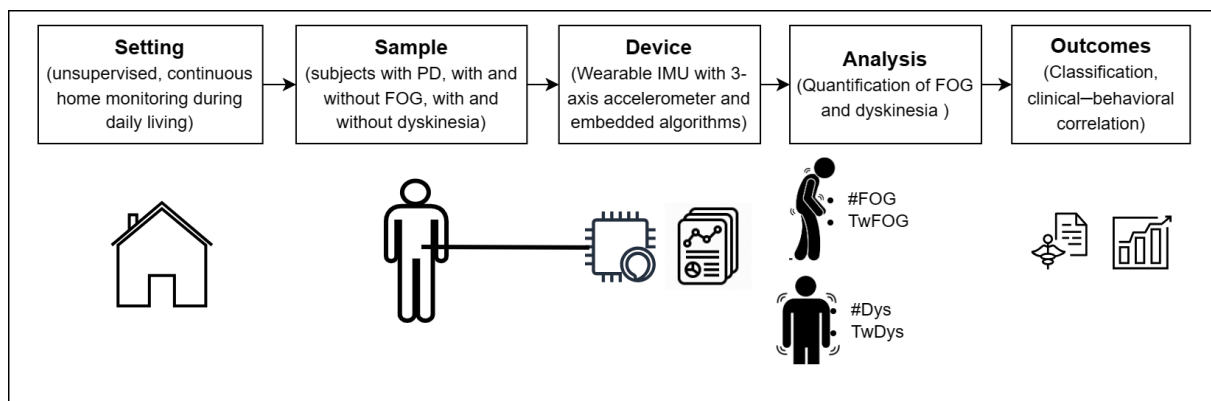 Setting
(unsupervised, continuous
home monitoring during
daily living)
Sample
(subjects with PD, with and
without FOG, with and
without dyskinesia)
Device
(Wearable IMU with 3-
axis accelerometer and
embedded algorithms)
Analysis
(Quantification of FOG
and dyskinesia )
Outcomes
(Classification,
clinical–behavioral
correlation)
#FOG
TwFOG
#Dys
TwDys